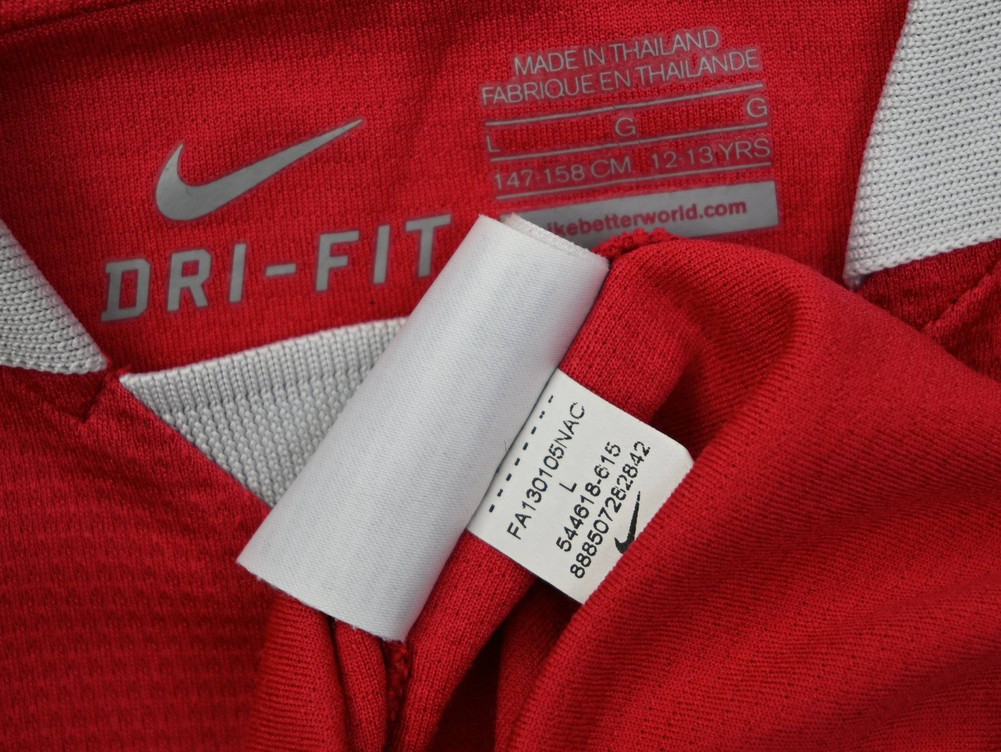 MADE IN THAILAND
FABRIQUE EN THAILANDE
L G G
147-158 CM 12-13 YRS
DRI-FIT
FA130105NAC
L
544618-615
888507282842